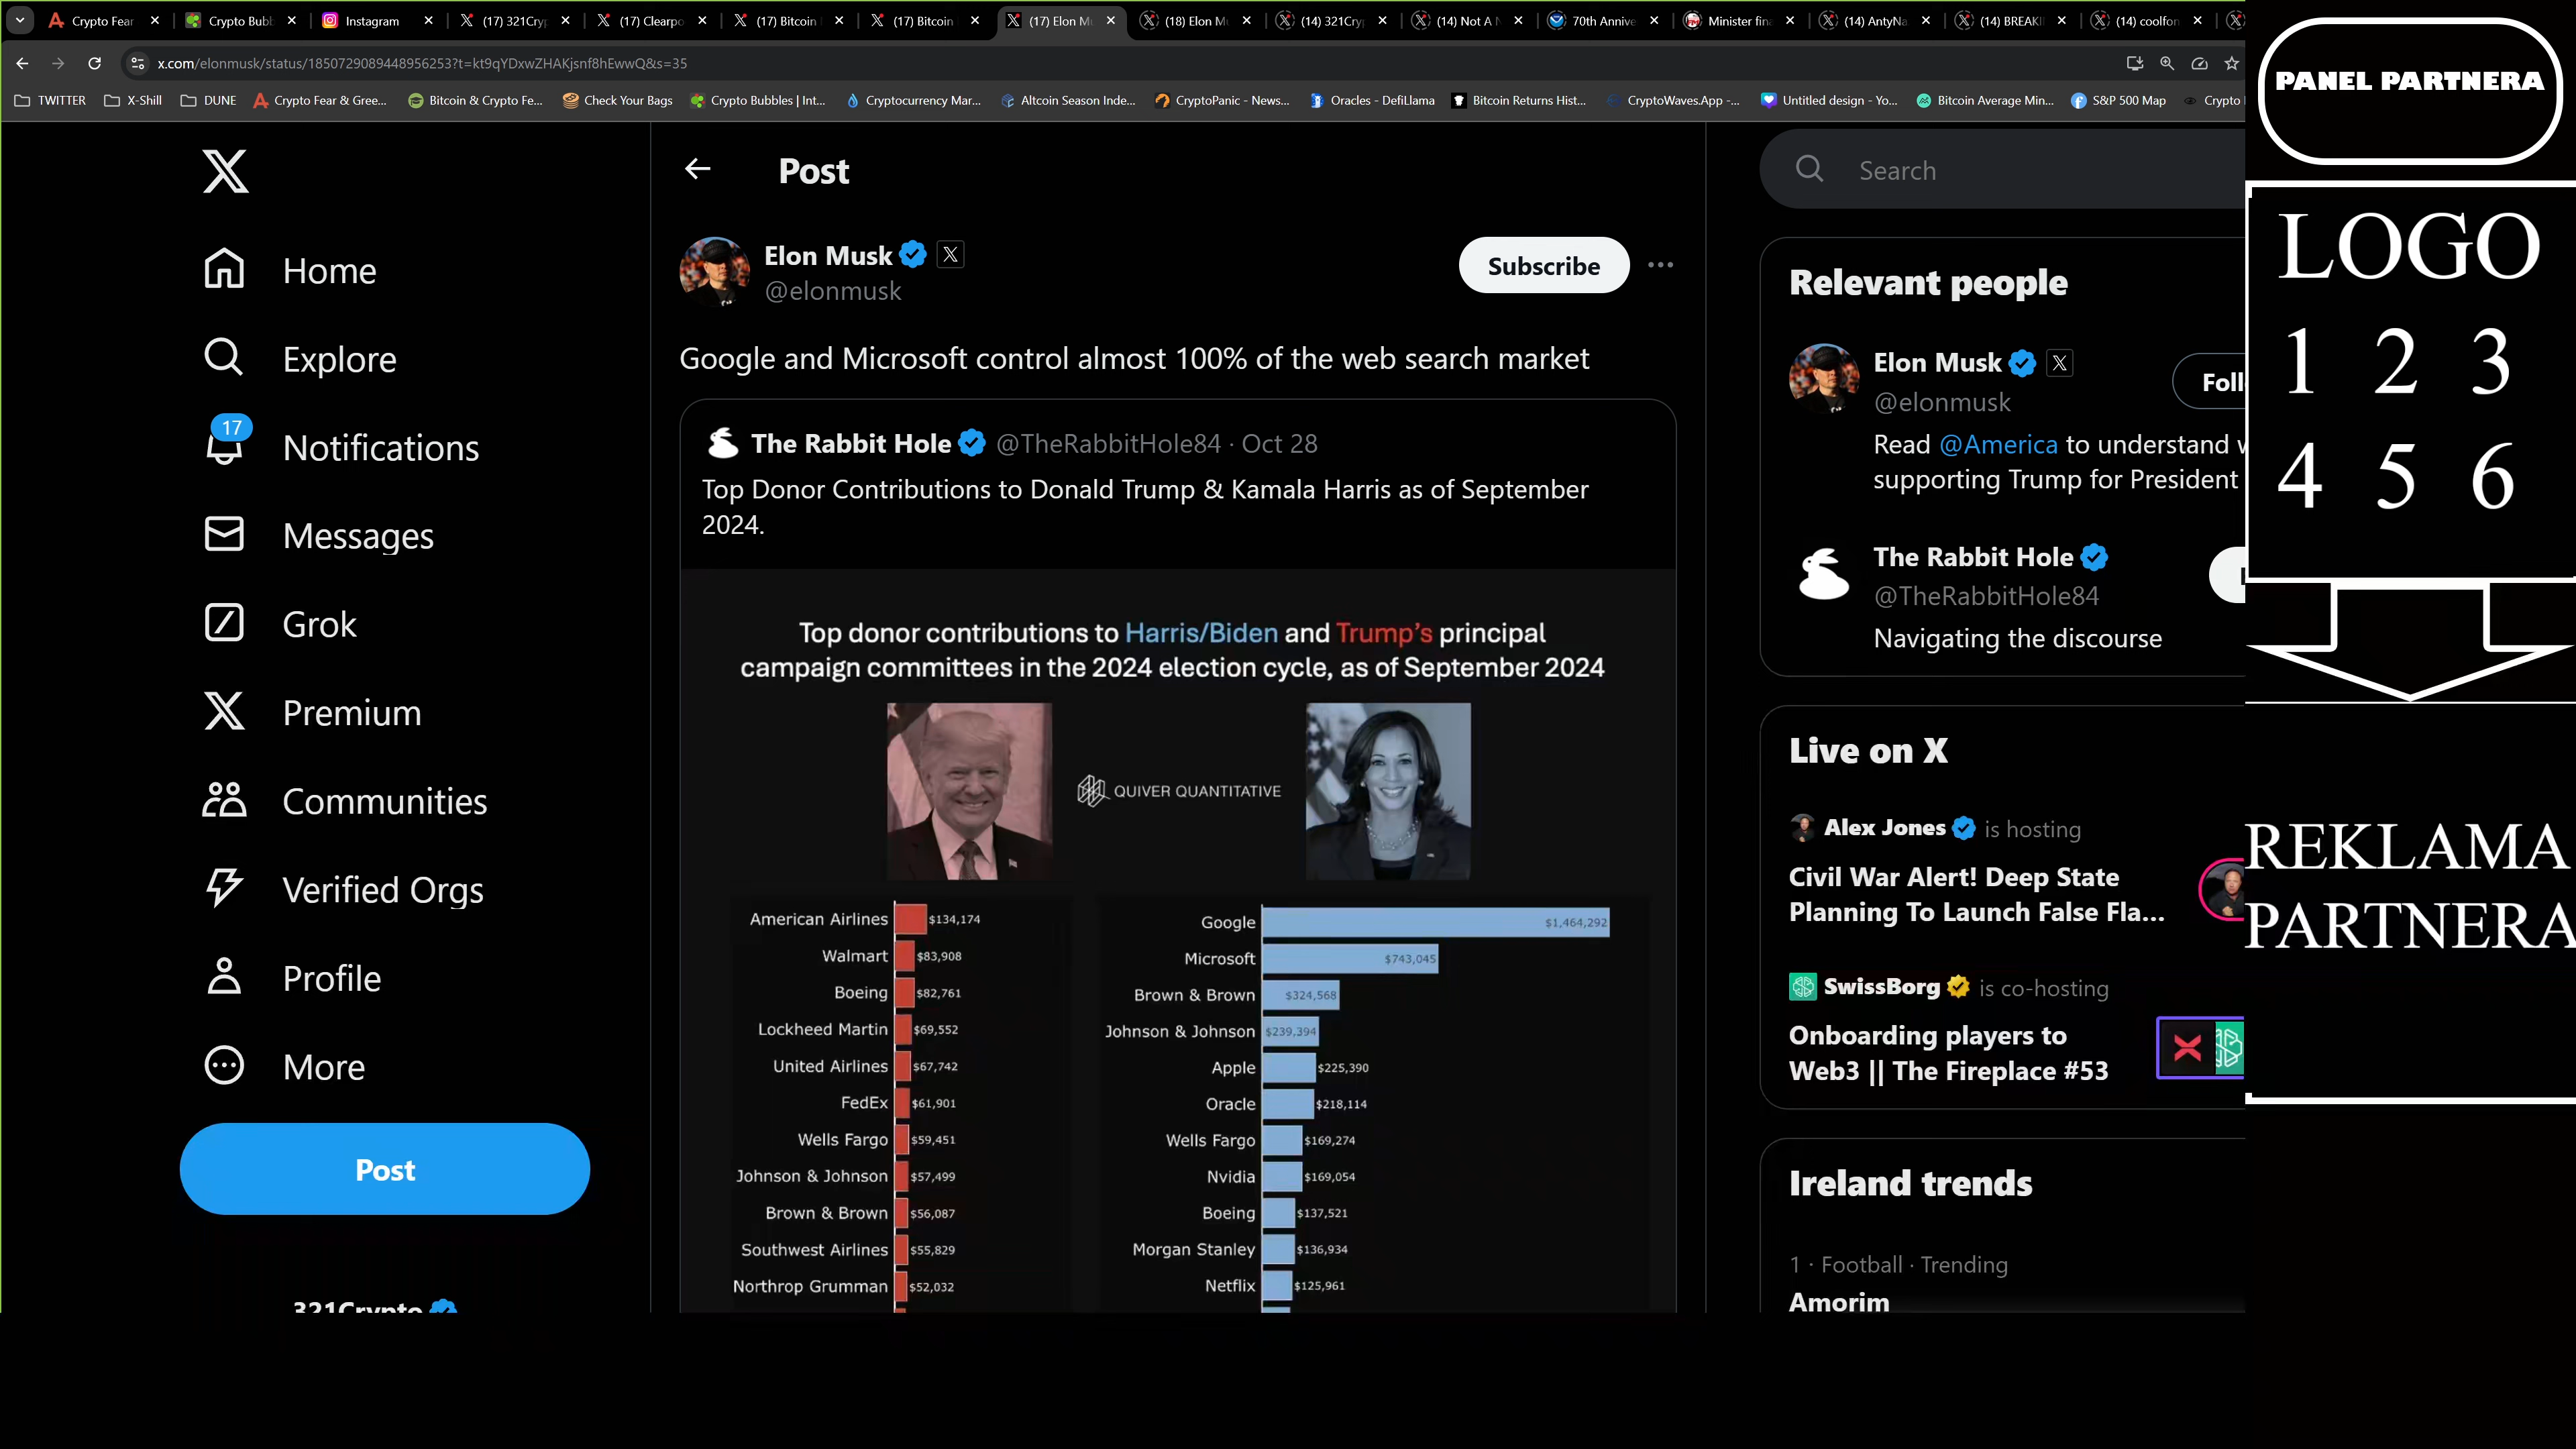 Crypto Fear
Crypto Bubb
Instagram
(17) 321Cryp
(17) Clearpo
(17) Bitcoin
(17) Bitcoin
(17) Elon Mu
(18) Elon Mu
(14) 321Cryp
(14) Not A N
70th Annive
Minister fina
(14) AntyNa
(14) BREAKI
(14) coolfon
x.com/elonmusk/status/1850729089448956253?t=kt9qYDxwZHAKjsnf8hEwwQ&s=35
TWITTER
X-Shill
DUNE
Crypto Fear & Gree...
Bitcoin & Crypto Fe...
Check Your Bags
Crypto Bubbles | Int...
Cryptocurrency Mar...
Altcoin Season Inde...
CryptoPanic - News...
Oracles - DefiLlama
Bitcoin Returns Hist...
CryptoWaves.App -...
Untitled design - Yo...
Bitcoin Average Min...
S&P 500 Map
Crypto
Home
Explore
17
Notifications
Messages
Grok
Premium
Communities
Verified Orgs
Profile
More
Post
321Crypto
Post
Elon Musk
@elonmusk
Subscribe
Google and Microsoft control almost 100% of the web search market
The Rabbit Hole @TheRabbitHole84 · Oct 28
Top Donor Contributions to Donald Trump & Kamala Harris as of September
2024.
Top donor contributions to Harris/Biden and Trump's principal
campaign committees in the 2024 election cycle, as of September 2024
QUIVER QUANTITATIVE
American Airlines $134,174
Walmart $83,908
Boeing $82,761
Lockheed Martin $69,552
United Airlines $67,742
FedEx $61,901
Wells Fargo $59,451
Johnson & Johnson $57,499
Brown & Brown $56,087
Southwest Airlines $55,829
Northrop Grumman $52,032
Google $1,464,292
Microsoft $743,045
Brown & Brown $324,568
Johnson & Johnson $239,394
Apple $225,390
Oracle $218,114
Wells Fargo $169,274
Nvidia $169,054
Boeing $137,521
Morgan Stanley $136,934
Netflix $125,961
Search
Relevant people
Elon Musk
@elonmusk
Foll
Read @America to understand w
supporting Trump for President
The Rabbit Hole
@TheRabbitHole84
Navigating the discourse
Live on X
Alex Jones is hosting
Civil War Alert! Deep State
Planning To Launch False Fla...
SwissBorg is co-hosting
Onboarding players to
Web3 || The Fireplace #53
Ireland trends
1 · Football · Trending
Amorim
PANEL PARTNERA
LOGO
1 2 3
4 5 6
REKLAMA
PARTNERA